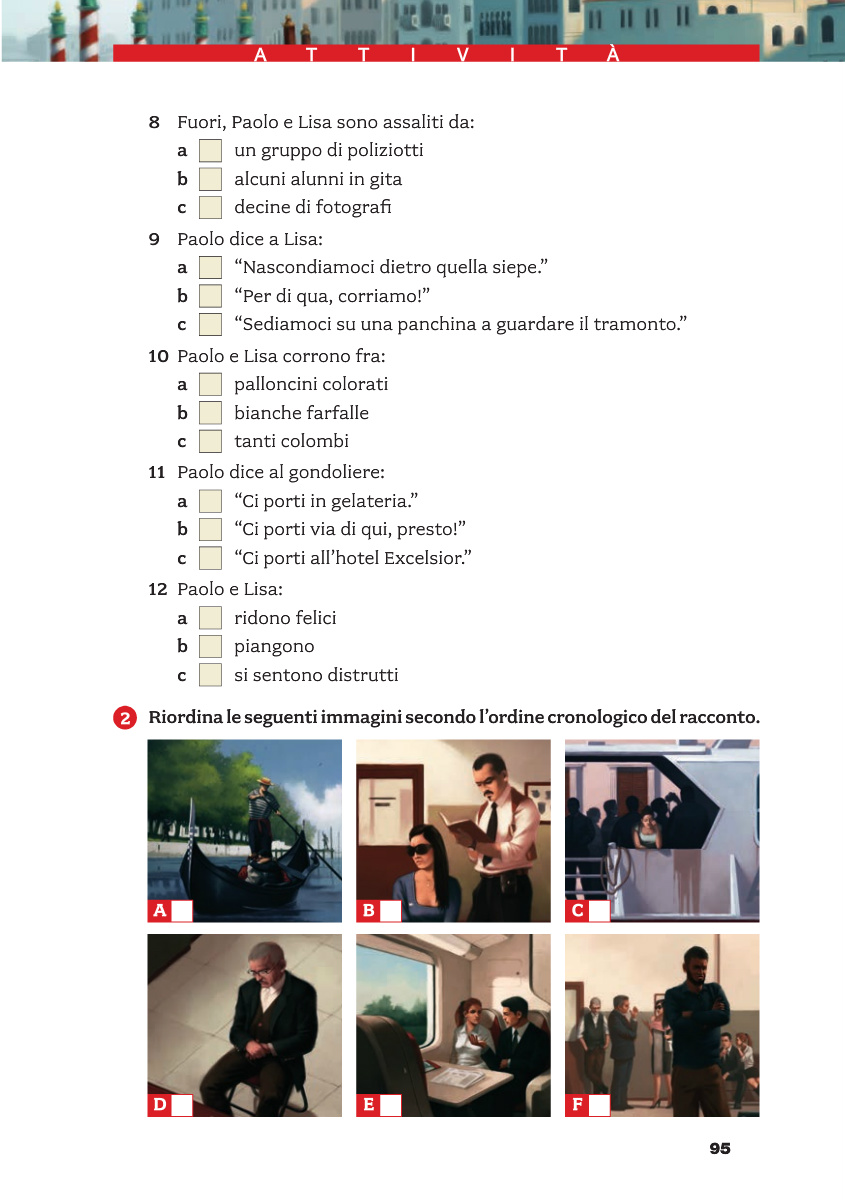 ATTIVITÀ
8 Fuori, Paolo e Lisa sono assaliti da:
a un gruppo di poliziotti
b alcuni alunni in gita
c decine di fotografi
9 Paolo dice a Lisa:
a “Nascondiamoci dietro quella siepe.”
b “Per di qua, corriamo!”
c “Sediamoci su una panchina a guardare il tramonto.”
10 Paolo e Lisa corrono fra:
a palloncini colorati
b bianche farfalle
c tanti colombi
11 Paolo dice al gondoliere:
a “Ci porti in gelateria.”
b “Ci porti via di qui, presto!”
c “Ci porti all’hotel Excelsior.”
12 Paolo e Lisa:
a ridono felici
b piangono
c si sentono distrutti
2 Riordina le seguenti immagini secondo l’ordine cronologico del racconto.
A B C
D E F
95